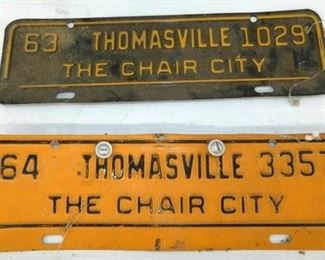 63 THOMASVILLE 1029
THE CHAIR CITY
64 THOMASVILLE 335
THE CHAIR CITY